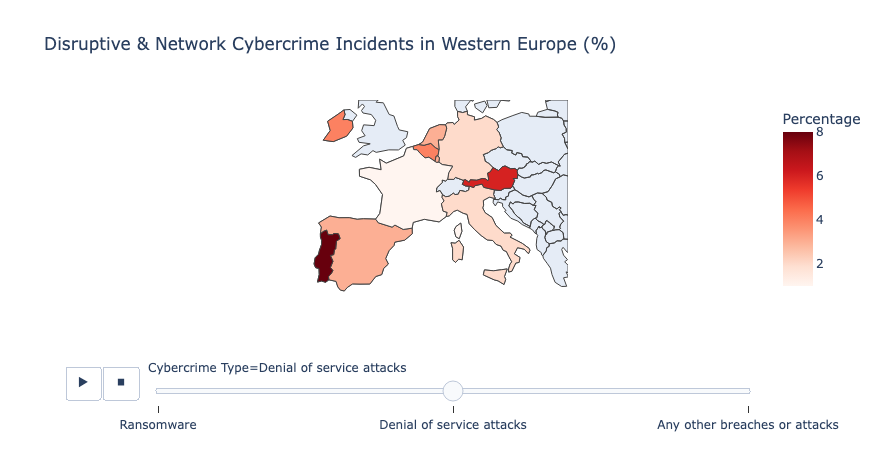 Disruptive & Network Cybercrime Incidents in Western Europe (%)
Percentage
8
6
4
2
Cybercrime Type=Denial of service attacks
Ransomware
Denial of service attacks
Any other breaches or attacks